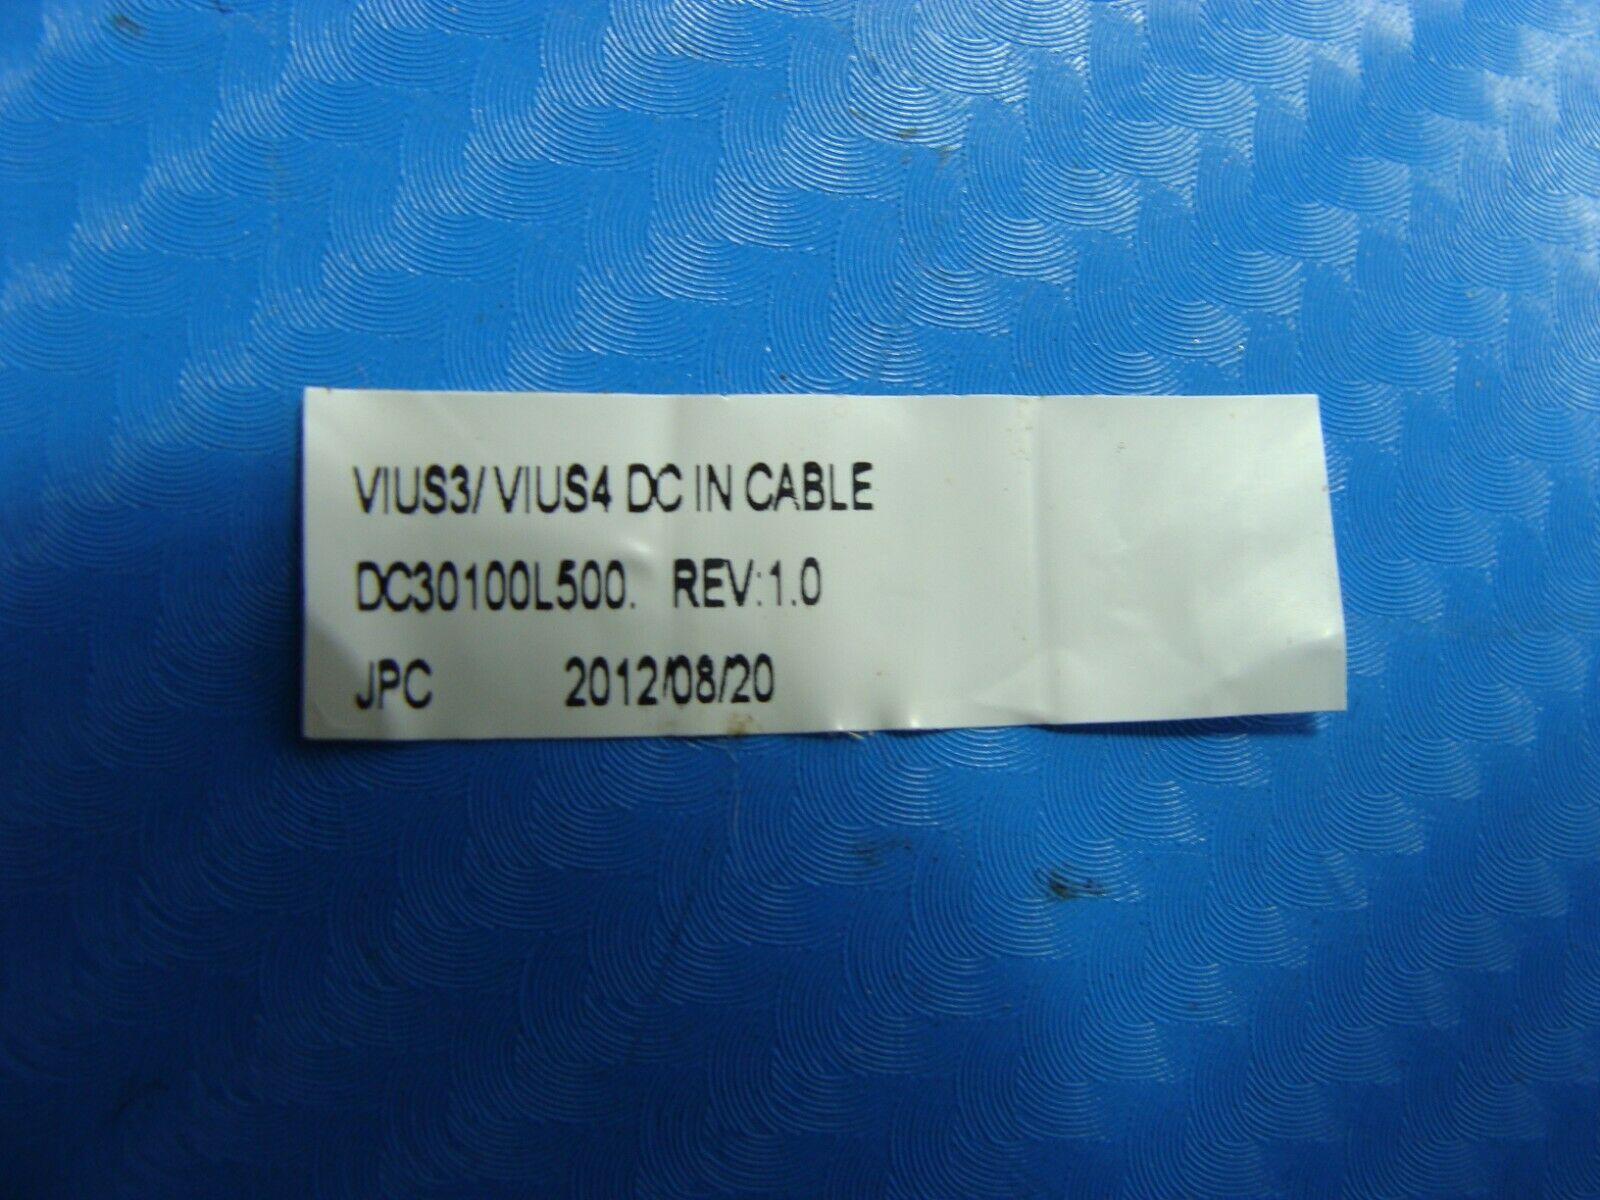 VIUS3/ VIUS4 DC IN CABLE
DC30100L500. REV:1.0
JPC 2012/08/20